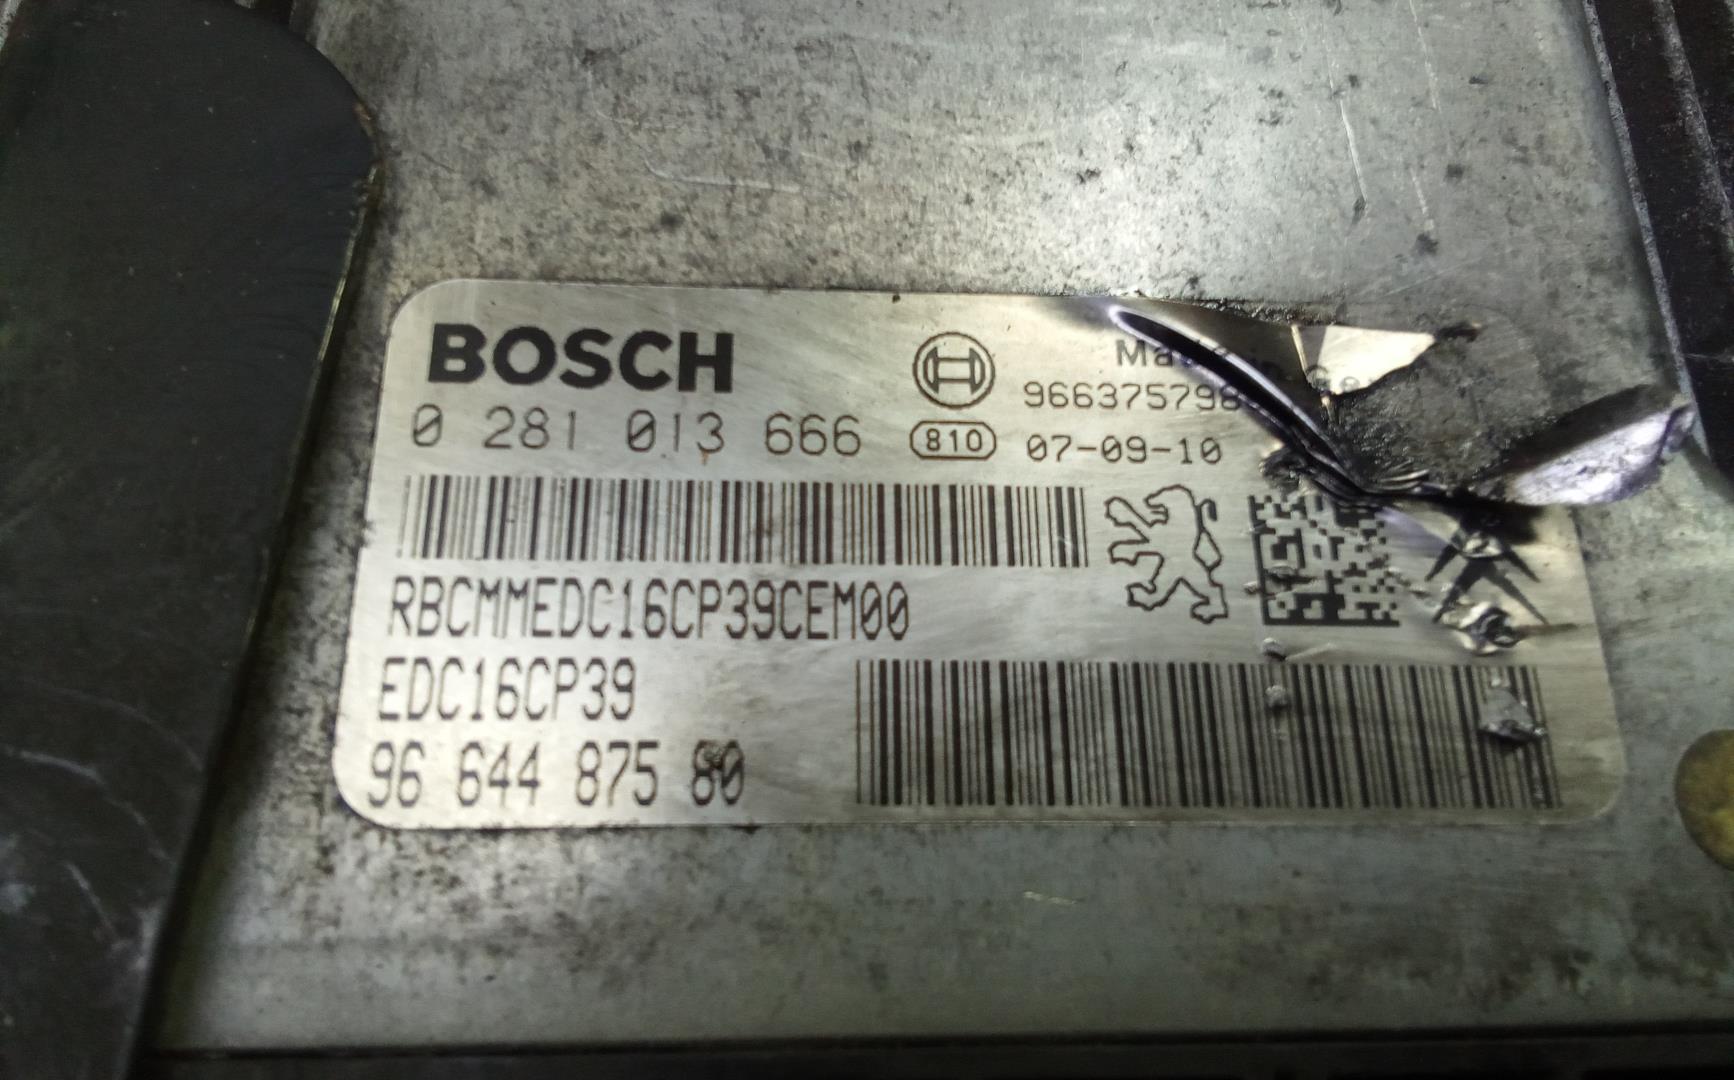 BOSCH
0 281 013 666
810
07-09-10
RBCMMEDC16CP39CEM00
EDC16CP39
96 644 875 80